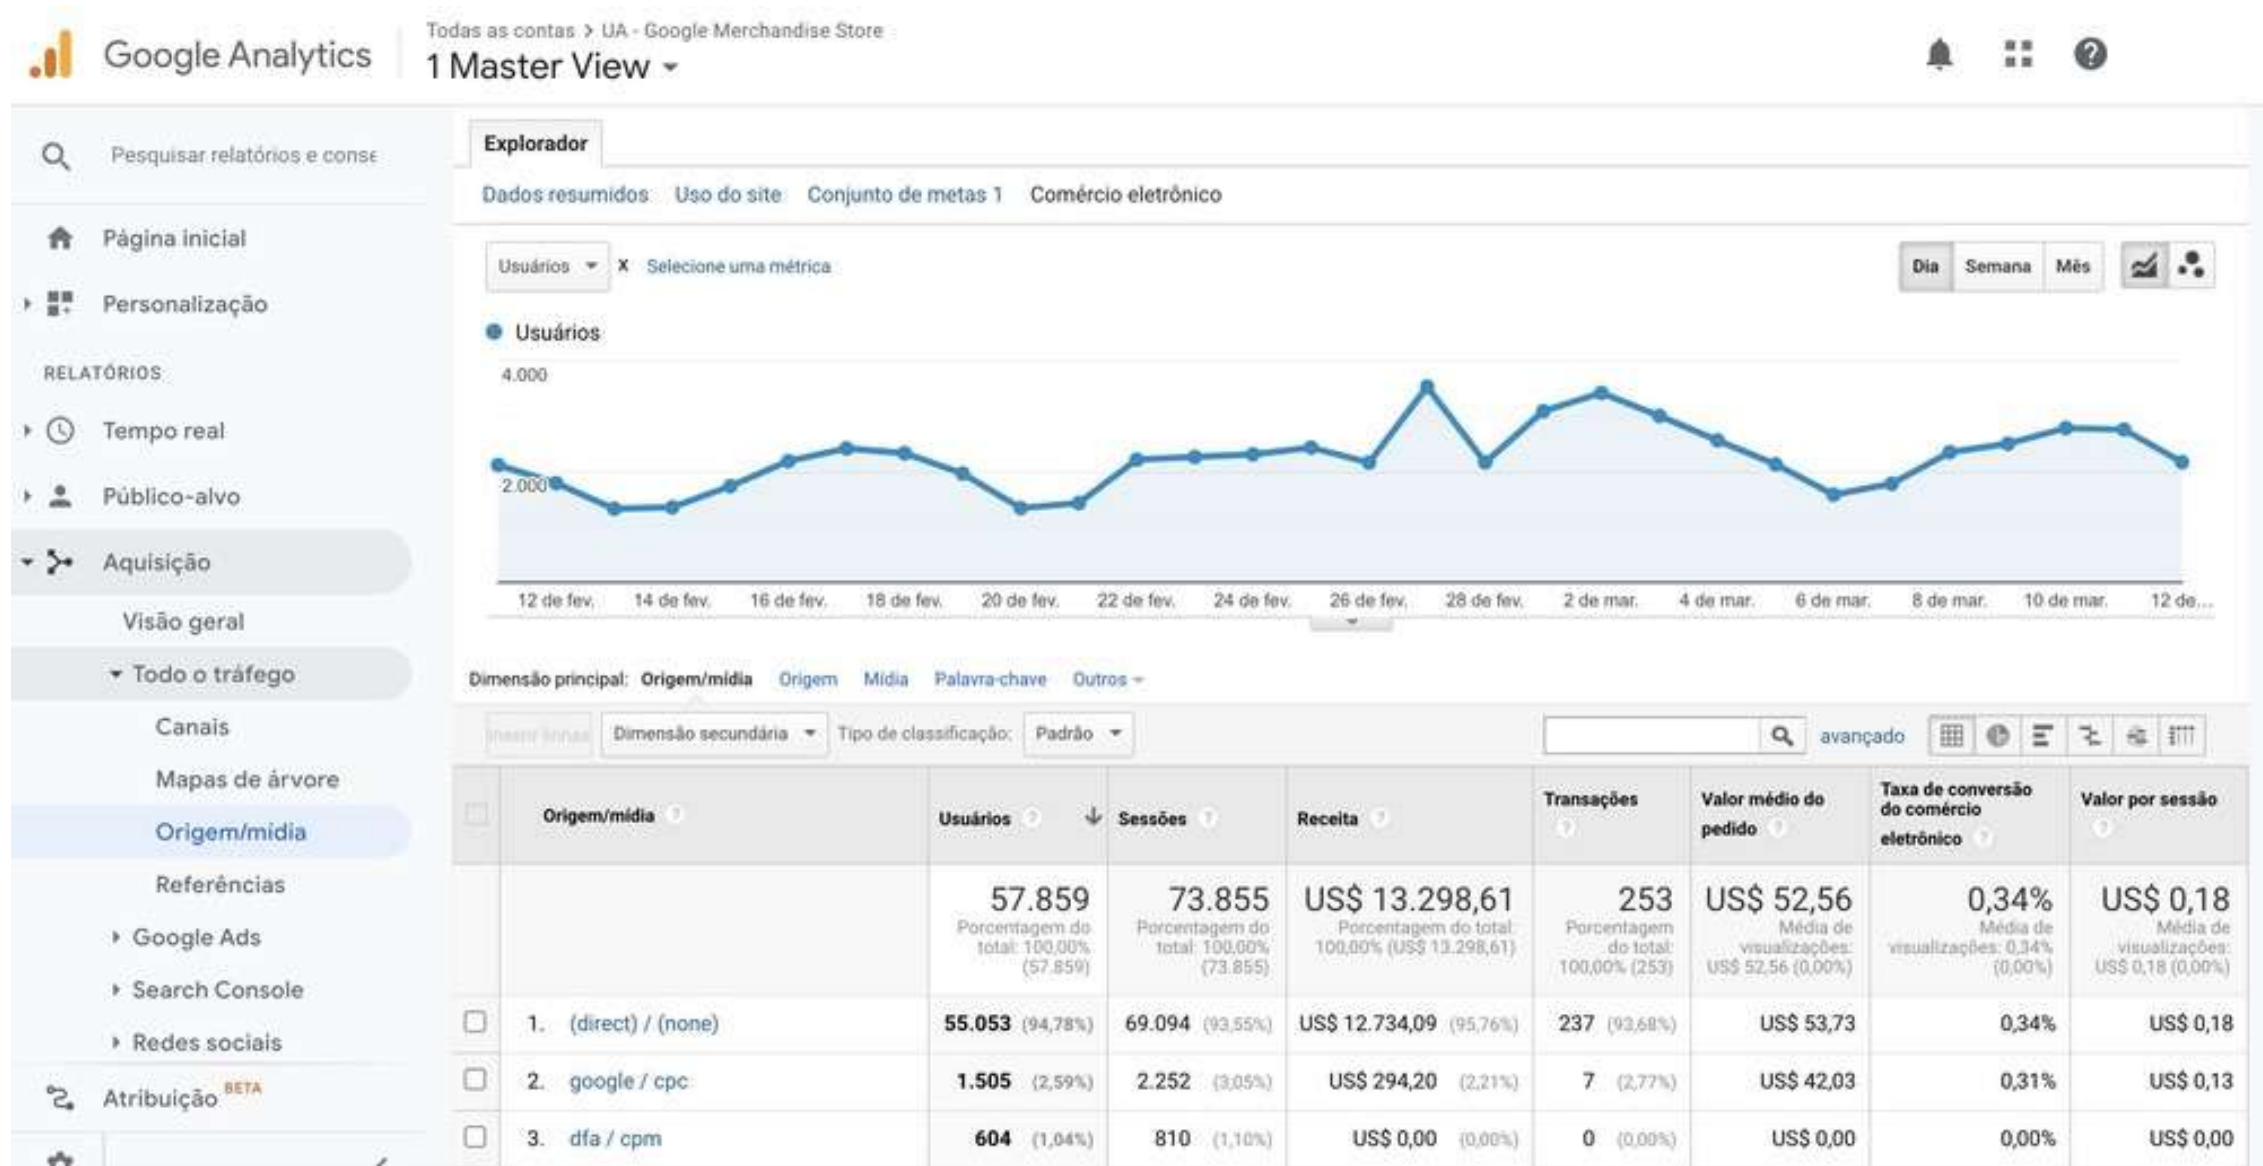 Google Analytics
Todas as contas > UA - Google Merchandise Store
1 Master View
Pesquisar relatórios e conse
Página inicial
Personalização
RELATÓRIOS
Tempo real
Público-alvo
Aquisição
Visão geral
Todo o tráfego
Canais
Mapas de árvore
Origem/mídia
Referências
Google Ads
Search Console
Redes sociais
Atribuição BETA
Explorador
Dados resumidos Uso do site Conjunto de metas 1 Comércio eletrônico
Usuários x Selecione uma métrica
Dia Semana Mês
Usuários
4.000
2.000
12 de fev. 14 de fev. 16 de fev. 18 de fev. 20 de fev. 22 de fev. 24 de fev. 26 de fev. 28 de fev. 2 de mar. 4 de mar. 6 de mar. 8 de mar. 10 de mar. 12 de...
Dimensão principal: Origem/mídia Origem Mídia Palavra-chave Outros
Dimensão secundária Tipo de classificação: Padrão avançado
Origem/mídia ? Usuários ? Sessões ? Receita ? Transações ? Valor médio do pedido ? Taxa de conversão do comércio eletrônico ? Valor por sessão ?
57.859 73.855 US$ 13.298,61 253 US$ 52,56 0,34% US$ 0,18
Porcentagem do total: 100,00% (57.859) Porcentagem do total: 100,00% (73.855) Porcentagem do total: 100,00% (US$ 13.298,61) Porcentagem do total: 100,00% (253) Média de visualizações: US$ 52,56 (0,00%) Média de visualizações: 0,34% (0,00%) Média de visualizações: US$ 0,18 (0,00%)
1. (direct) / (none) 55.053 (94,78%) 69.094 (93,55%) US$ 12.734,09 (95,76%) 237 (93,68%) US$ 53,73 0,34% US$ 0,18
2. google / cpc 1.505 (2,59%) 2.252 (3,05%) US$ 294,20 (2,21%) 7 (2,77%) US$ 42,03 0,31% US$ 0,13
3. dfa / cpm 604 (1,04%) 810 (1,10%) US$ 0,00 (0,00%) 0 (0,00%) US$ 0,00 0,00% US$ 0,00